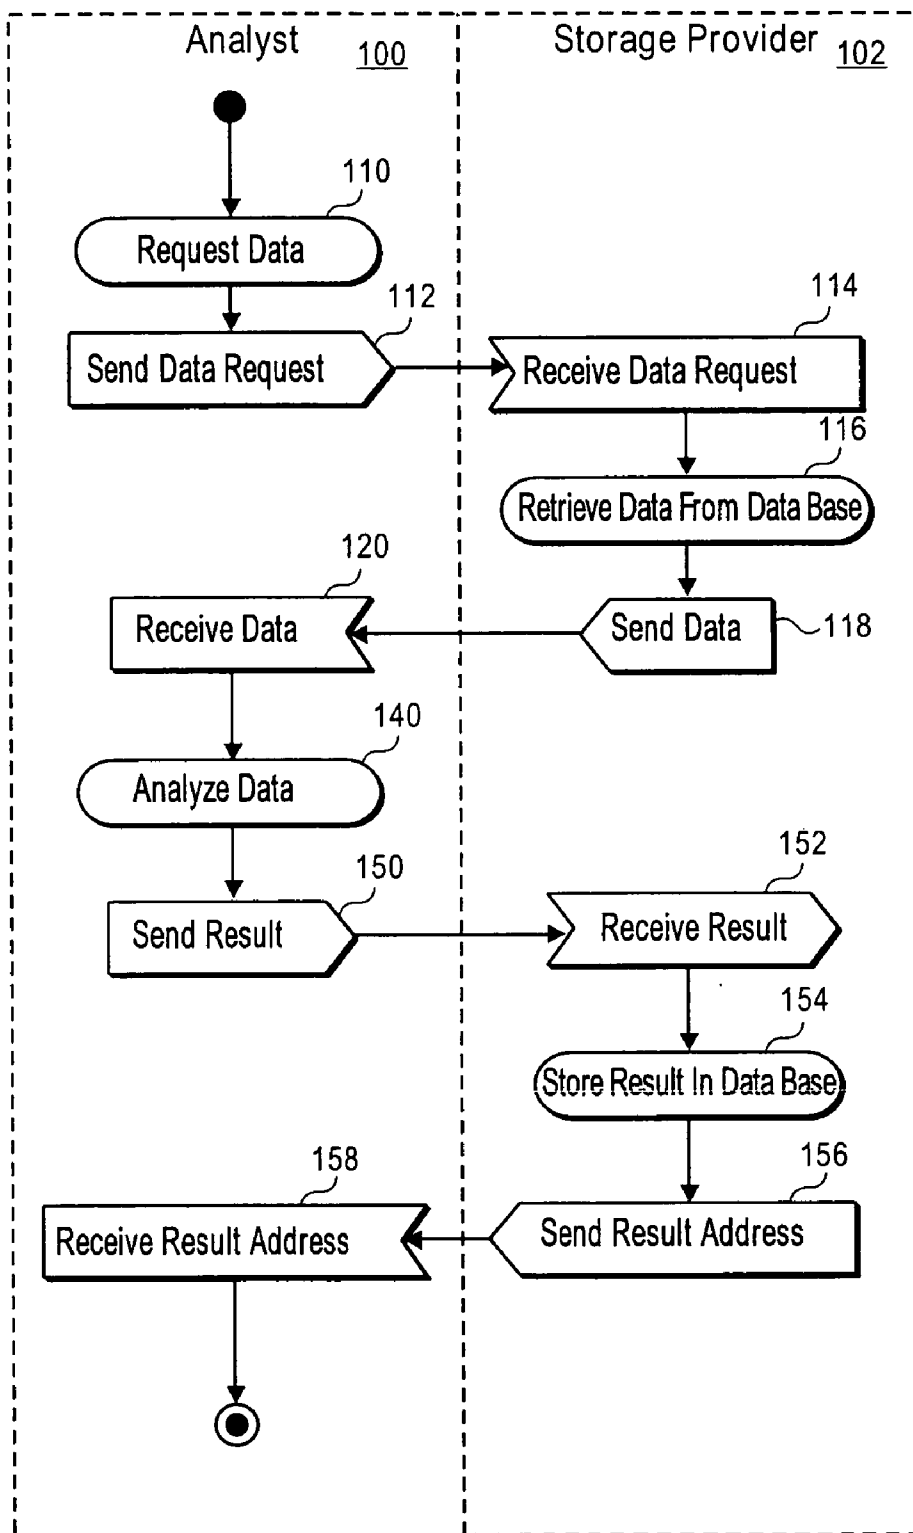 Analyst 100
Storage Provider 102
110
Request Data
112
Send Data Request
114
Receive Data Request
116
Retrieve Data From Data Base
118
Send Data
120
Receive Data
140
Analyze Data
150
Send Result
152
Receive Result
154
Store Result In Data Base
156
Send Result Address
158
Receive Result Address